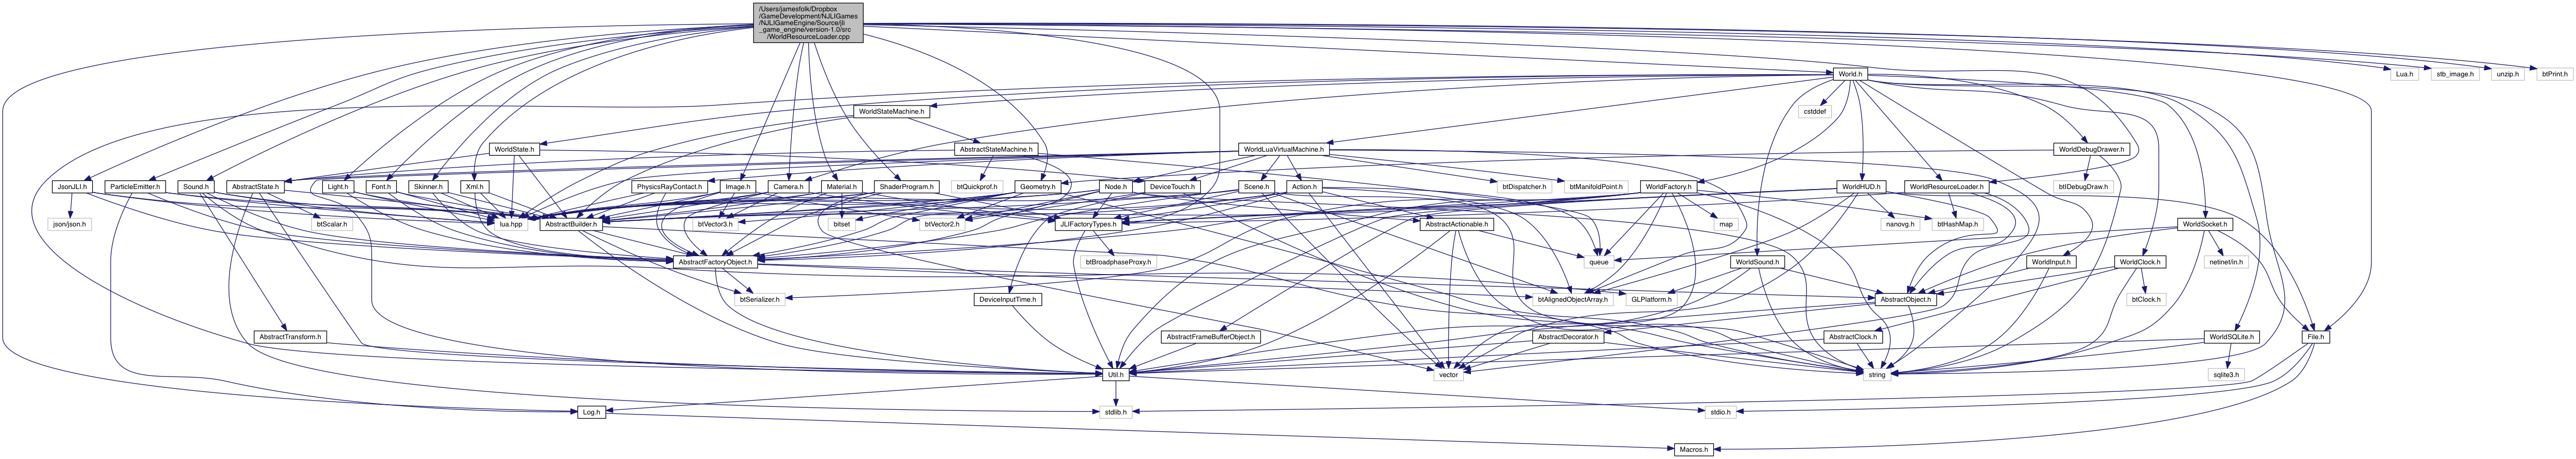 /Users/jamesfolk/Dropbox
/GameDevelopment/NJLIGames
/NJLIGameEngine/Source/jli
_game_engine/version-1.0/src
/WorldResourceLoader.cpp
World.h
Lua.h
stb_image.h
unzip.h
btPrint.h
WorldStateMachine.h
cstddef
WorldState.h
AbstractStateMachine.h
WorldLuaVirtualMachine.h
WorldDebugDrawer.h
JsonJLI.h
ParticleEmitter.h
Sound.h
AbstractState.h
Light.h
Font.h
Skinner.h
Xml.h
PhysicsRayContact.h
Image.h
Camera.h
Material.h
ShaderProgram.h
btQuickprof.h
Geometry.h
Node.h
DeviceTouch.h
Scene.h
Action.h
btDispatcher.h
btManifoldPoint.h
WorldFactory.h
WorldHUD.h
WorldResourceLoader.h
btIDebugDraw.h
json/json.h
btScalar.h
lua.hpp
AbstractBuilder.h
btVector3.h
bitset
btVector2.h
JLIFactoryTypes.h
AbstractActionable.h
map
nanovg.h
btHashMap.h
WorldSocket.h
AbstractFactoryObject.h
btBroadphaseProxy.h
queue
WorldSound.h
WorldInput.h
WorldClock.h
netinet/in.h
btSerializer.h
DeviceInputTime.h
btAlignedObjectArray.h
GLPlatform.h
AbstractObject.h
btClock.h
AbstractTransform.h
AbstractFrameBufferObject.h
AbstractDecorator.h
AbstractClock.h
WorldSQLite.h
File.h
Util.h
vector
string
sqlite3.h
Log.h
stdlib.h
stdio.h
Macros.h